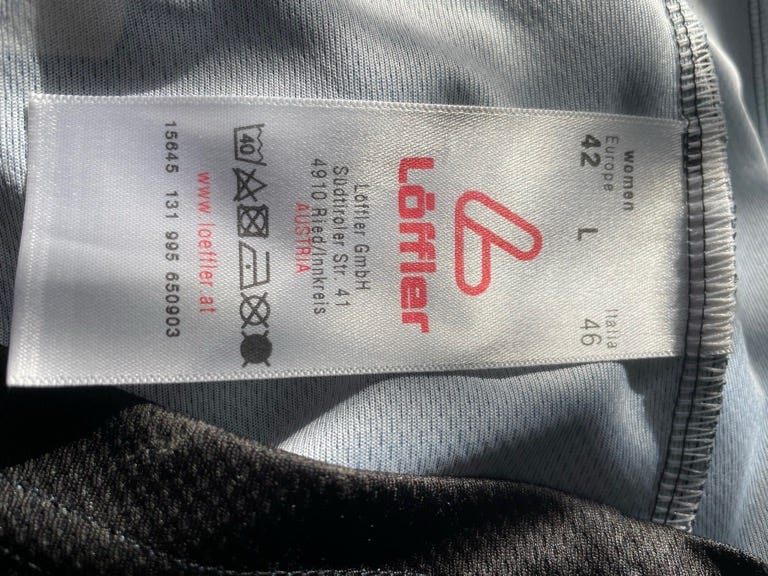 women
Europe Italia
42 L 46
Löffler
Löffler GmbH
Südtiroler Str. 41
4910 Ried/Innkreis
AUSTRIA
40
www.loeffler.at
15645 131 995 650903